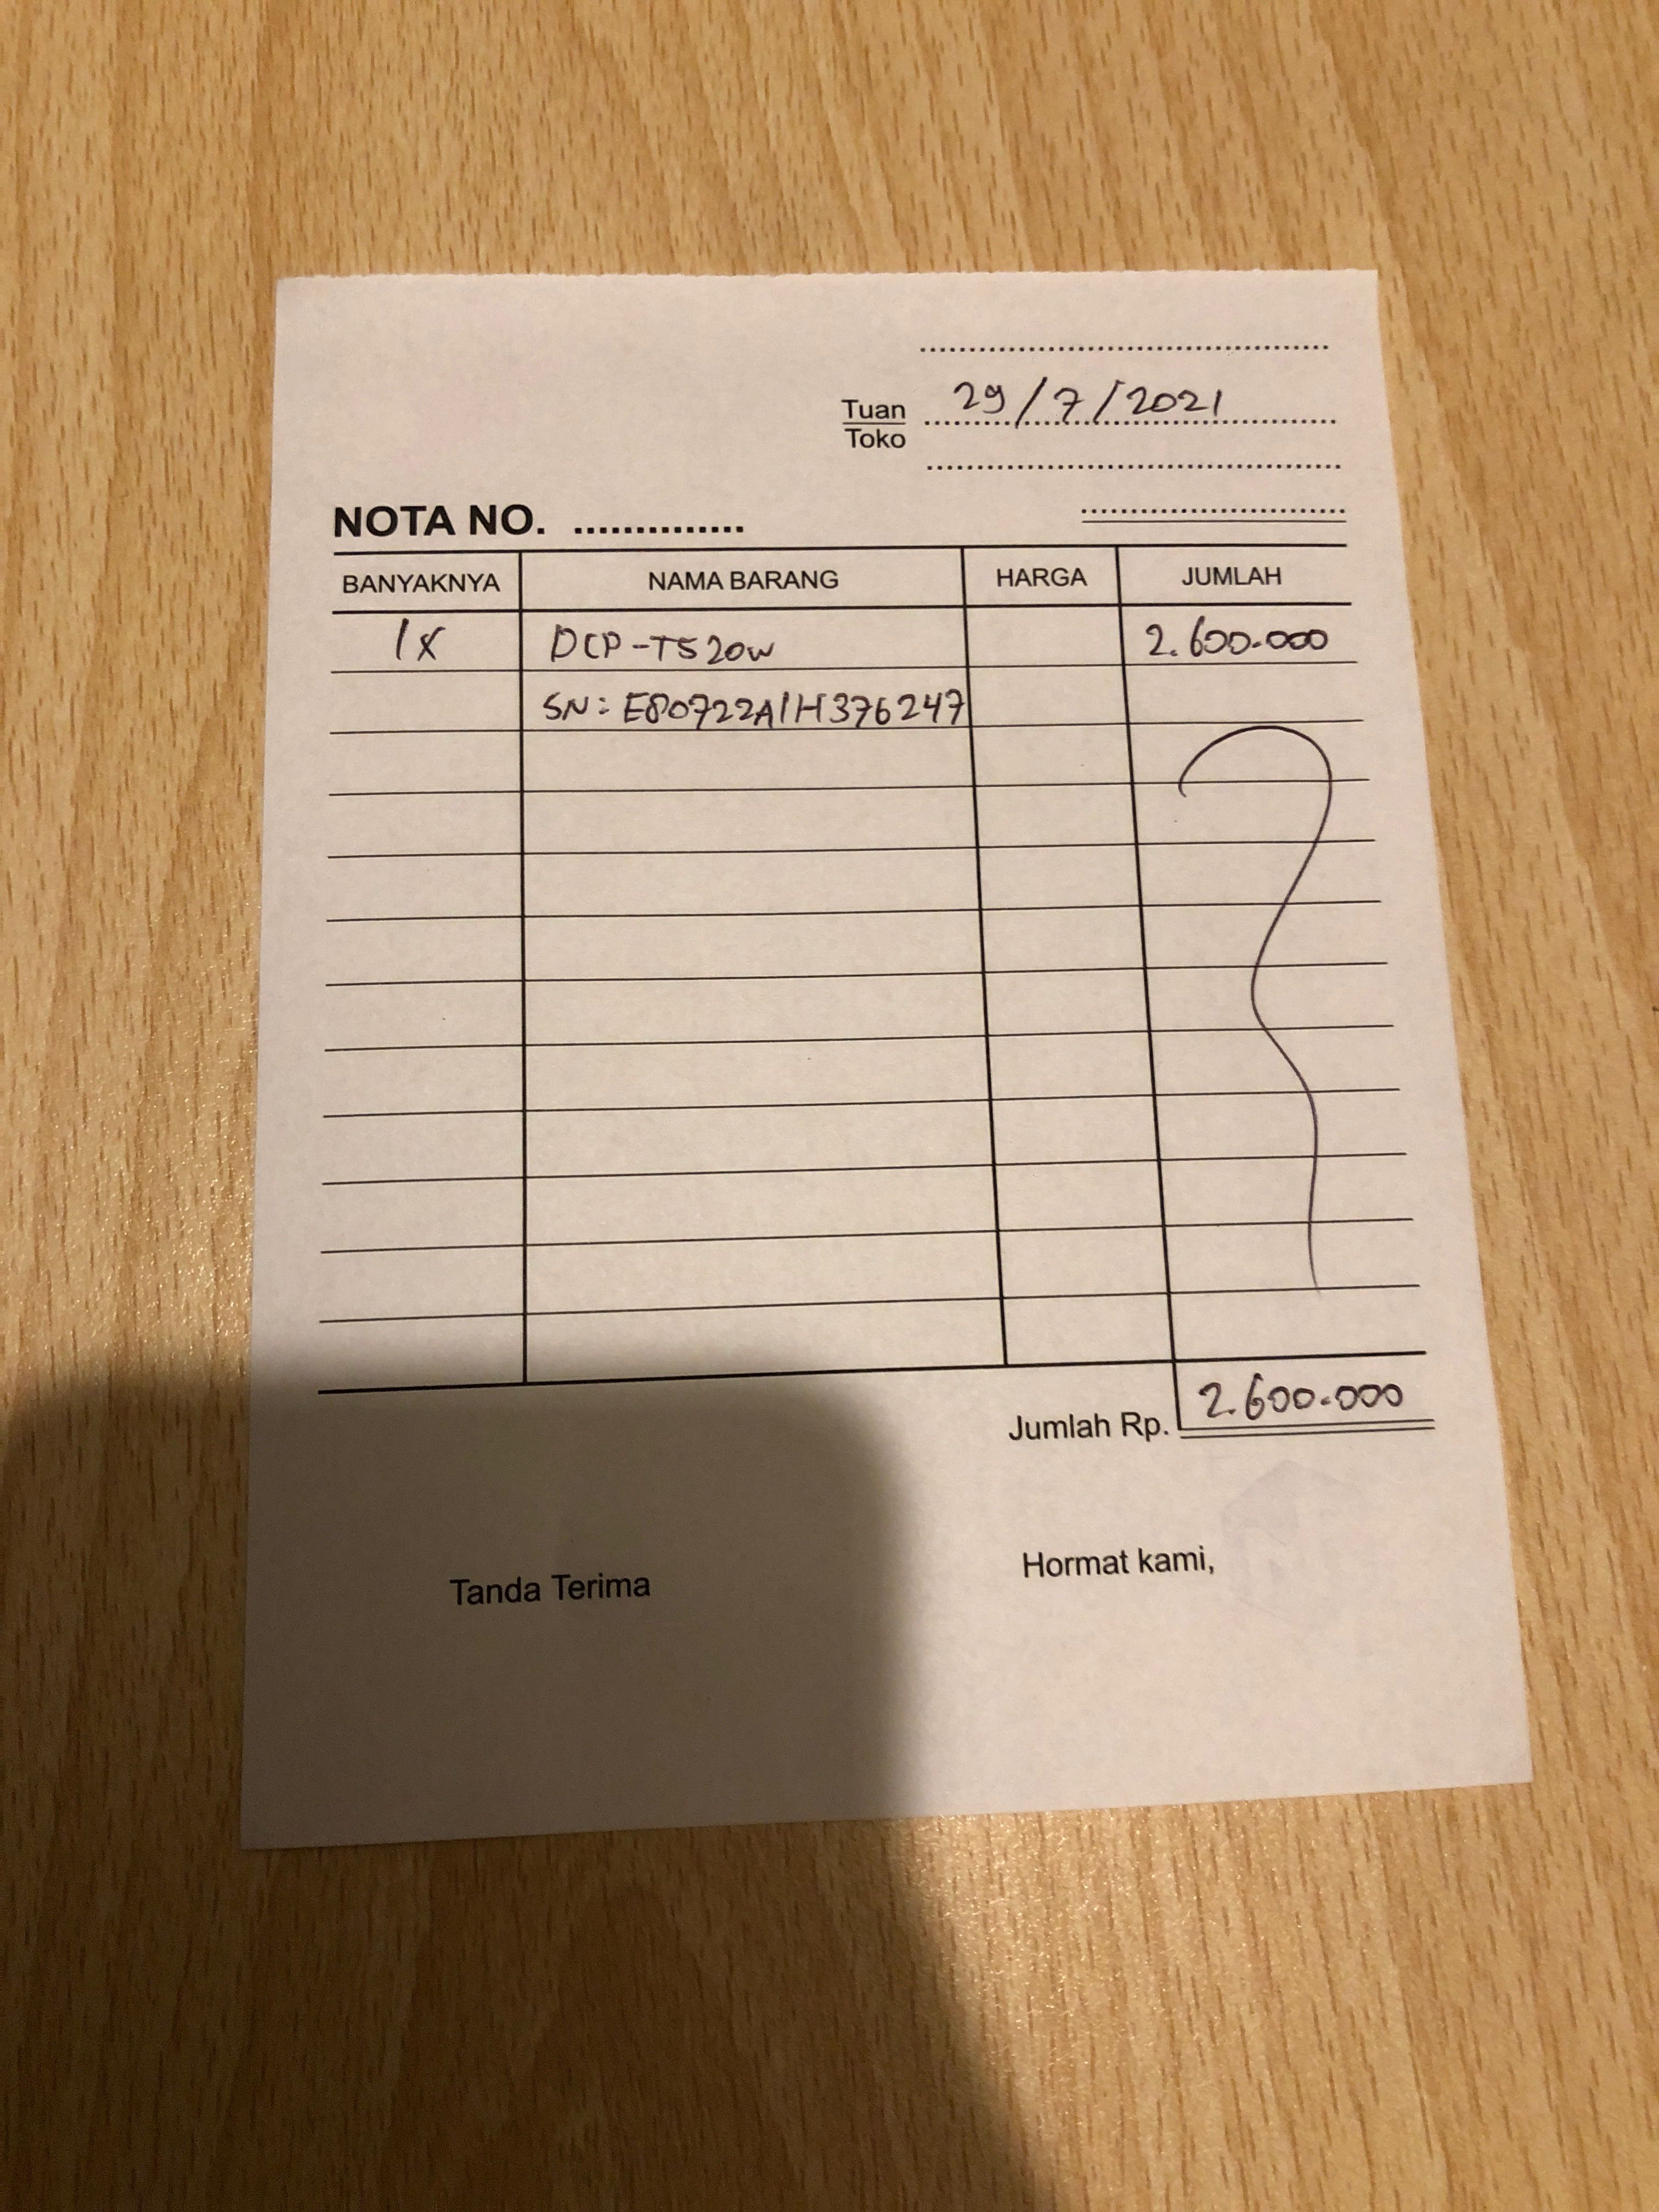 Tuan 29/7/2021
Toko
NOTA NO. ..............
BANYAKNYA NAMA BARANG HARGA JUMLAH
1x DCP-T520w 2.600.000
SN: E80722A1H376247
Jumlah Rp. 2.600.000
Tanda Terima Hormat kami,